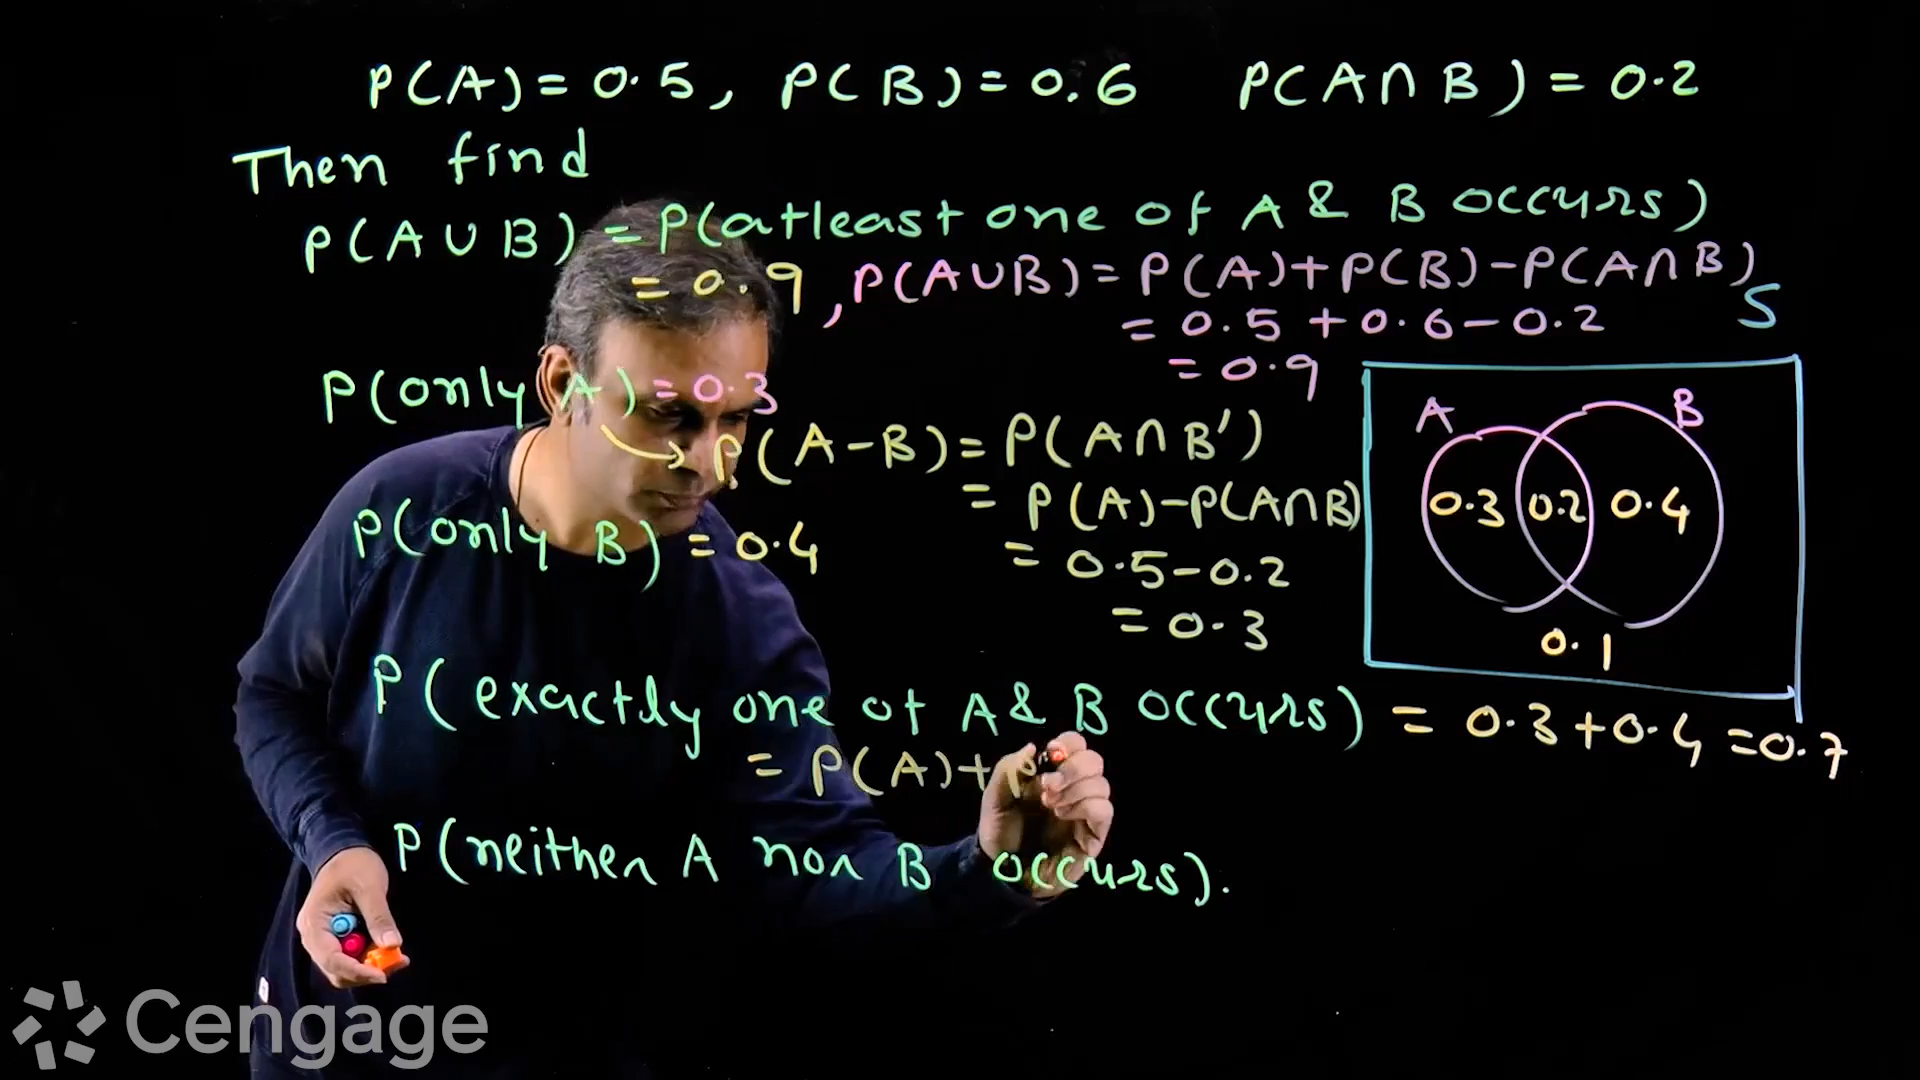 P(A) = 0.5, P(B) = 0.6 P(A∩B) = 0.2
Then find
P(A∪B) = P(atleast one of A & B occurs)
= 0.9, P(A∪B) = P(A)+P(B)-P(A∩B)
= 0.5 + 0.6 - 0.2
= 0.9
S
P(only A) = 0.3
P(A-B) = P(A∩B')
= P(A)-P(A∩B)
= 0.5-0.2
= 0.3
P(only B) = 0.4
A B
0.3 0.2 0.4
0.1
P(exactly one of A & B occurs) = 0.3+0.4 = 0.7
= P(A)+
P(neither A nor B occurs).
Cengage